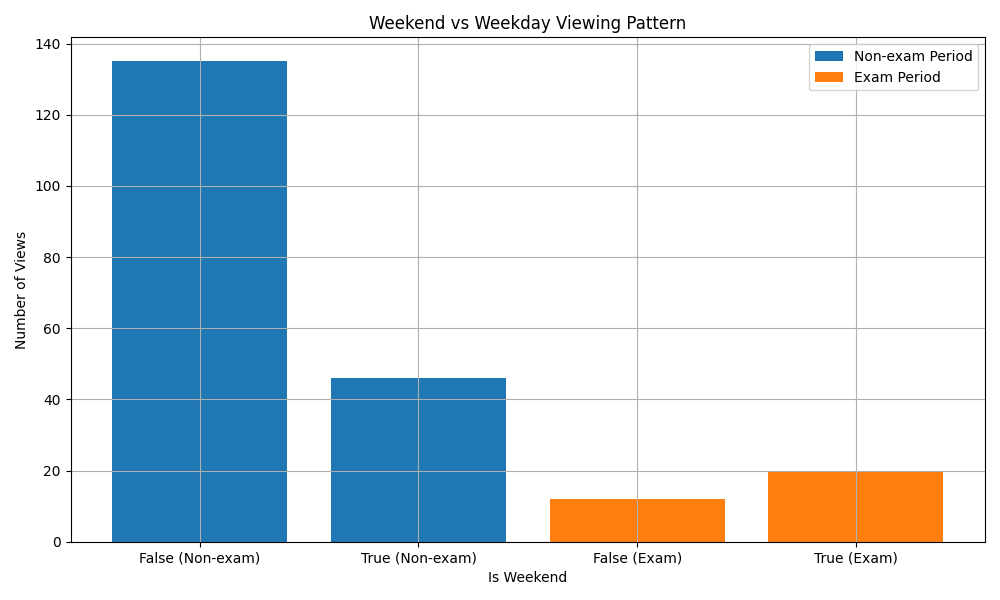 Weekend vs Weekday Viewing Pattern
Non-exam Period
Exam Period
Number of Views
140
120
100
80
60
40
20
0
False (Non-exam)
True (Non-exam)
False (Exam)
True (Exam)
Is Weekend